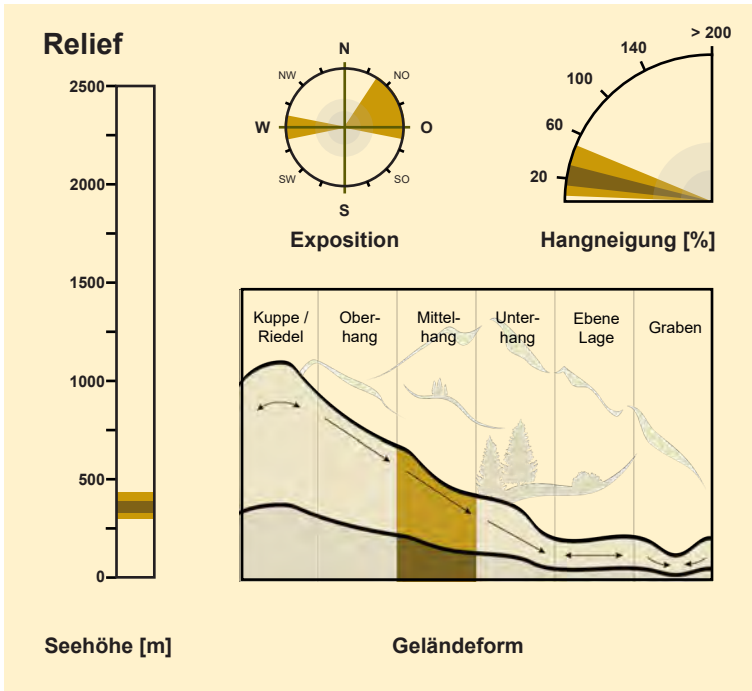 Relief
2500
2000
1500
1000
500
0
Seehöhe [m]
N
NW
NO
W
O
SW
SO
S
Exposition
> 200
140
100
60
20
Hangneigung [%]
Kuppe /
Riedel
Ober-
hang
Mittel-
hang
Unter-
hang
Ebene
Lage
Graben
Geländeform